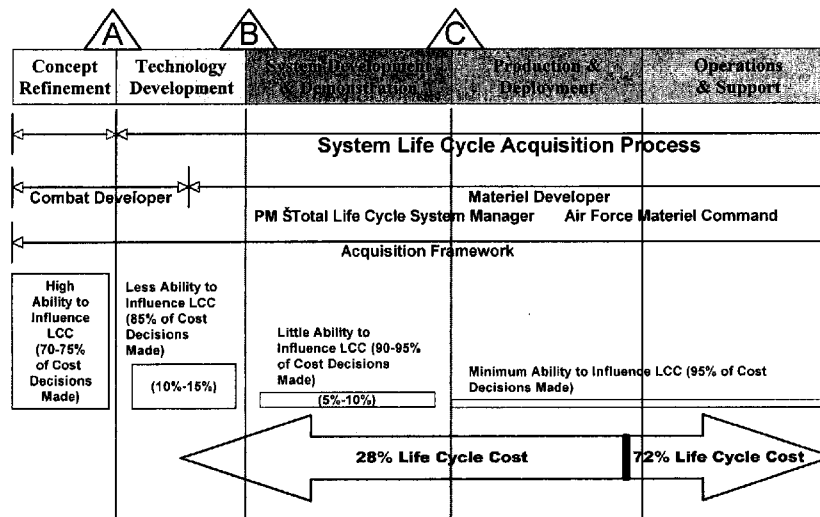 A
B
C
Concept
Refinement
Technology
Development
System Development
& Demonstration
Production &
Deployment
Operations
& Support
System Life Cycle Acquisition Process
Combat Developer
Materiel Developer
PM ŠTotal Life Cycle System Manager
Air Force Materiel Command
Acquisition Framework
High
Ability to
Influence
LCC
(70-75%
of Cost
Decisions
Made)
Less Ability to
Influence LCC
(85% of Cost
Decisions
Made)
(10%-15%)
Little Ability to
Influence LCC (90-95%
of Cost Decisions
Made)
(5%-10%)
Minimum Ability to Influence LCC (95% of Cost
Decisions Made)
28% Life Cycle Cost
72% Life Cycle Cost